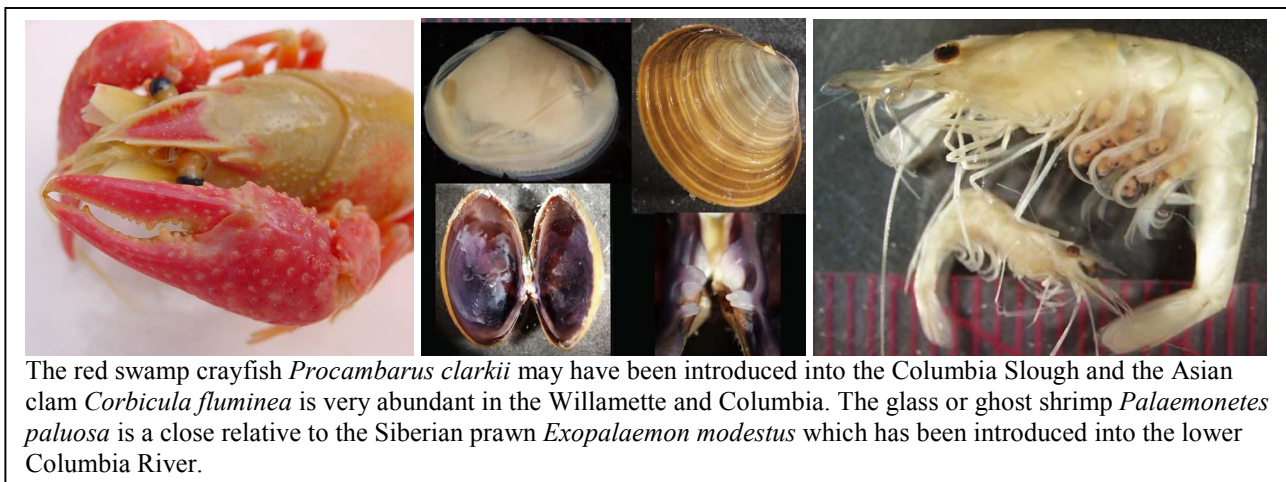 The red swamp crayfish Procambarus clarkii may have been introduced into the Columbia Slough and the Asian
clam Corbicula fluminea is very abundant in the Willamette and Columbia. The glass or ghost shrimp Palaemonetes
paluosa is a close relative to the Siberian prawn Exopalaemon modestus which has been introduced into the lower
Columbia River.